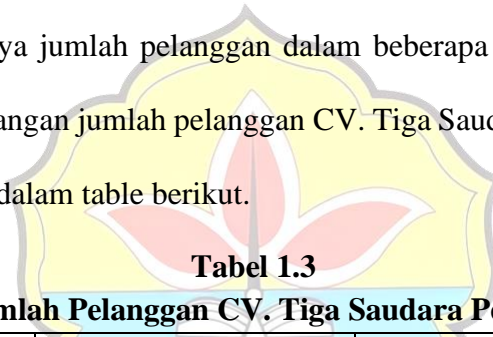 ya jumlah pelanggan dalam beberapa
angan jumlah pelanggan CV. Tiga Saud
dalam table berikut.
Tabel 1.3
mlah Pelanggan CV. Tiga Saudara Pe